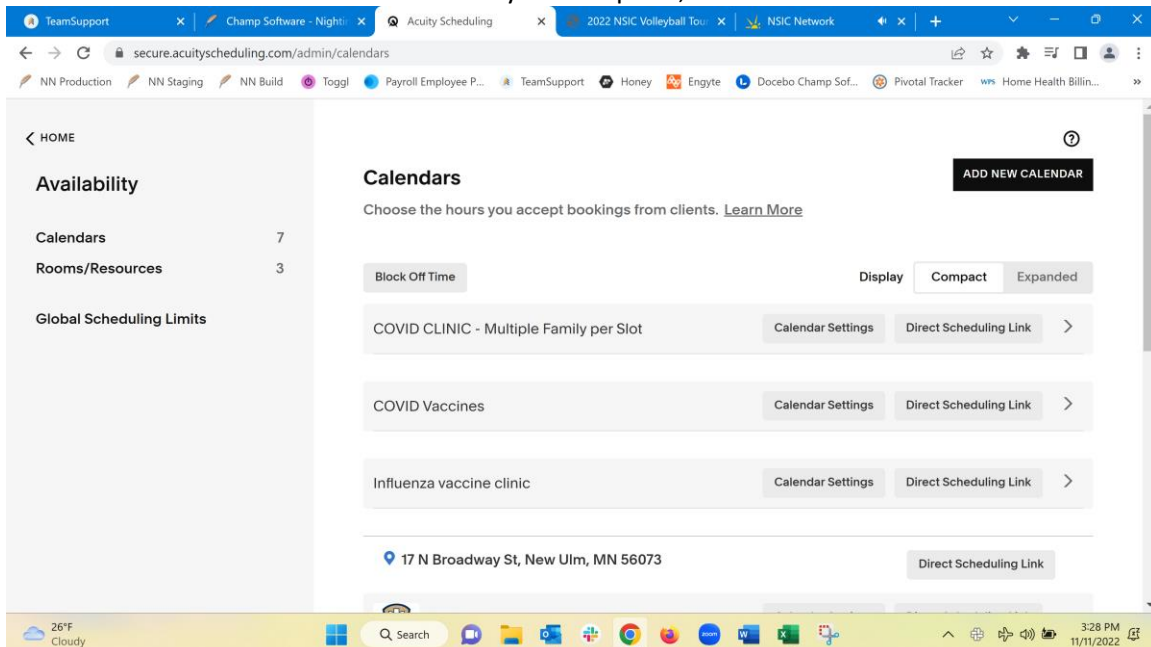 TeamSupport
Champ Software - Nightin
Acuity Scheduling
2022 NSIC Volleyball Tour
NSIC Network
secure.acuityscheduling.com/admin/calendars
NN Production NN Staging NN Build Toggl Payroll Employee P... TeamSupport Honey Engyte Docebo Champ Sof... Pivotal Tracker WPS Home Health Billin... »
HOME
Availability
Calendars 7
Rooms/Resources 3
Global Scheduling Limits
Calendars
ADD NEW CALENDAR
Choose the hours you accept bookings from clients. Learn More
Block Off Time Display Compact Expanded
COVID CLINIC - Multiple Family per Slot Calendar Settings Direct Scheduling Link
COVID Vaccines Calendar Settings Direct Scheduling Link
Influenza vaccine clinic Calendar Settings Direct Scheduling Link
17 N Broadway St, New Ulm, MN 56073 Direct Scheduling Link
26°F
Cloudy
Search
zoom
3:28 PM
11/11/2022